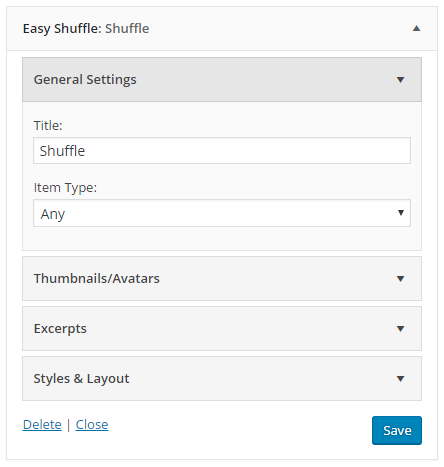 Easy Shuffle: Shuffle
General Settings
Title:
Shuffle
Item Type:
Any
Thumbnails/Avatars
Excerpts
Styles & Layout
Delete | Close
Save